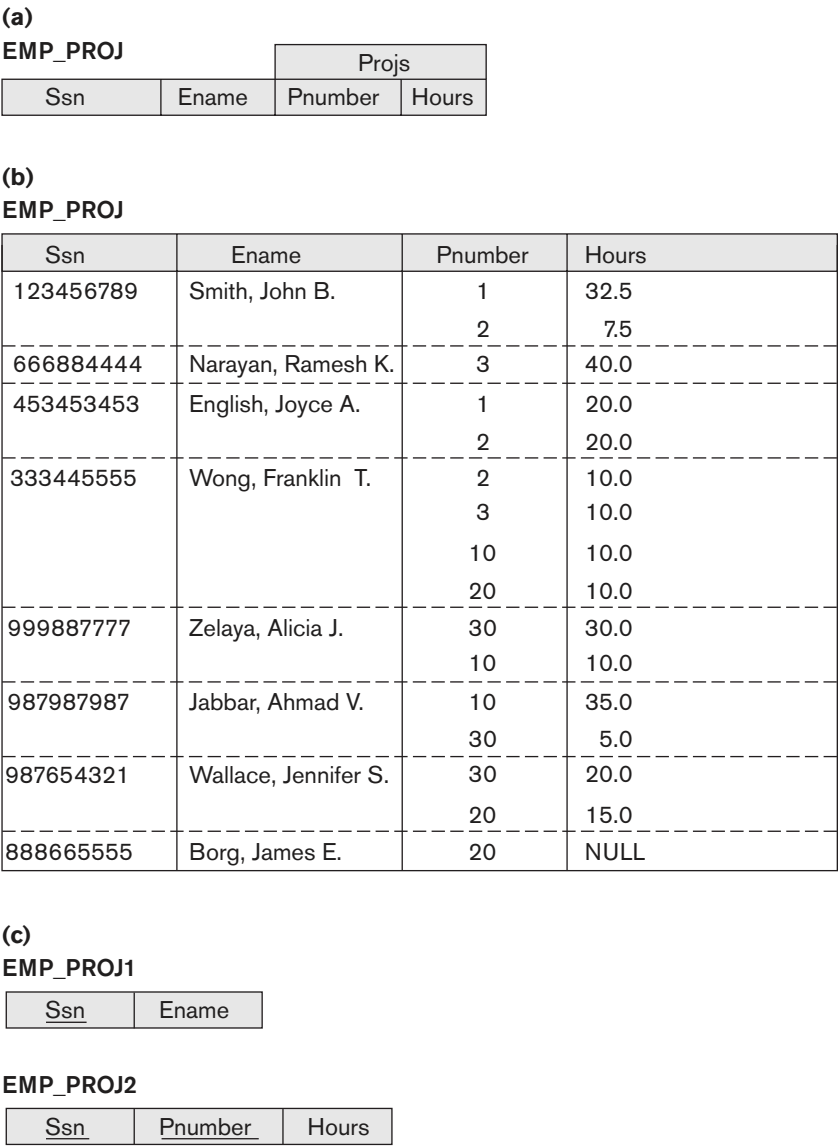 (a)
EMP_PROJ
Projs
Ssn Ename Pnumber Hours
(b)
EMP_PROJ
Ssn Ename Pnumber Hours
123456789 Smith, John B. 1 32.5
2 7.5
666884444 Narayan, Ramesh K. 3 40.0
453453453 English, Joyce A. 1 20.0
2 20.0
333445555 Wong, Franklin T. 2 10.0
3 10.0
10 10.0
20 10.0
999887777 Zelaya, Alicia J. 30 30.0
10 10.0
987987987 Jabbar, Ahmad V. 10 35.0
30 5.0
987654321 Wallace, Jennifer S. 30 20.0
20 15.0
888665555 Borg, James E. 20 NULL
(c)
EMP_PROJ1
Ssn Ename
EMP_PROJ2
Ssn Pnumber Hours